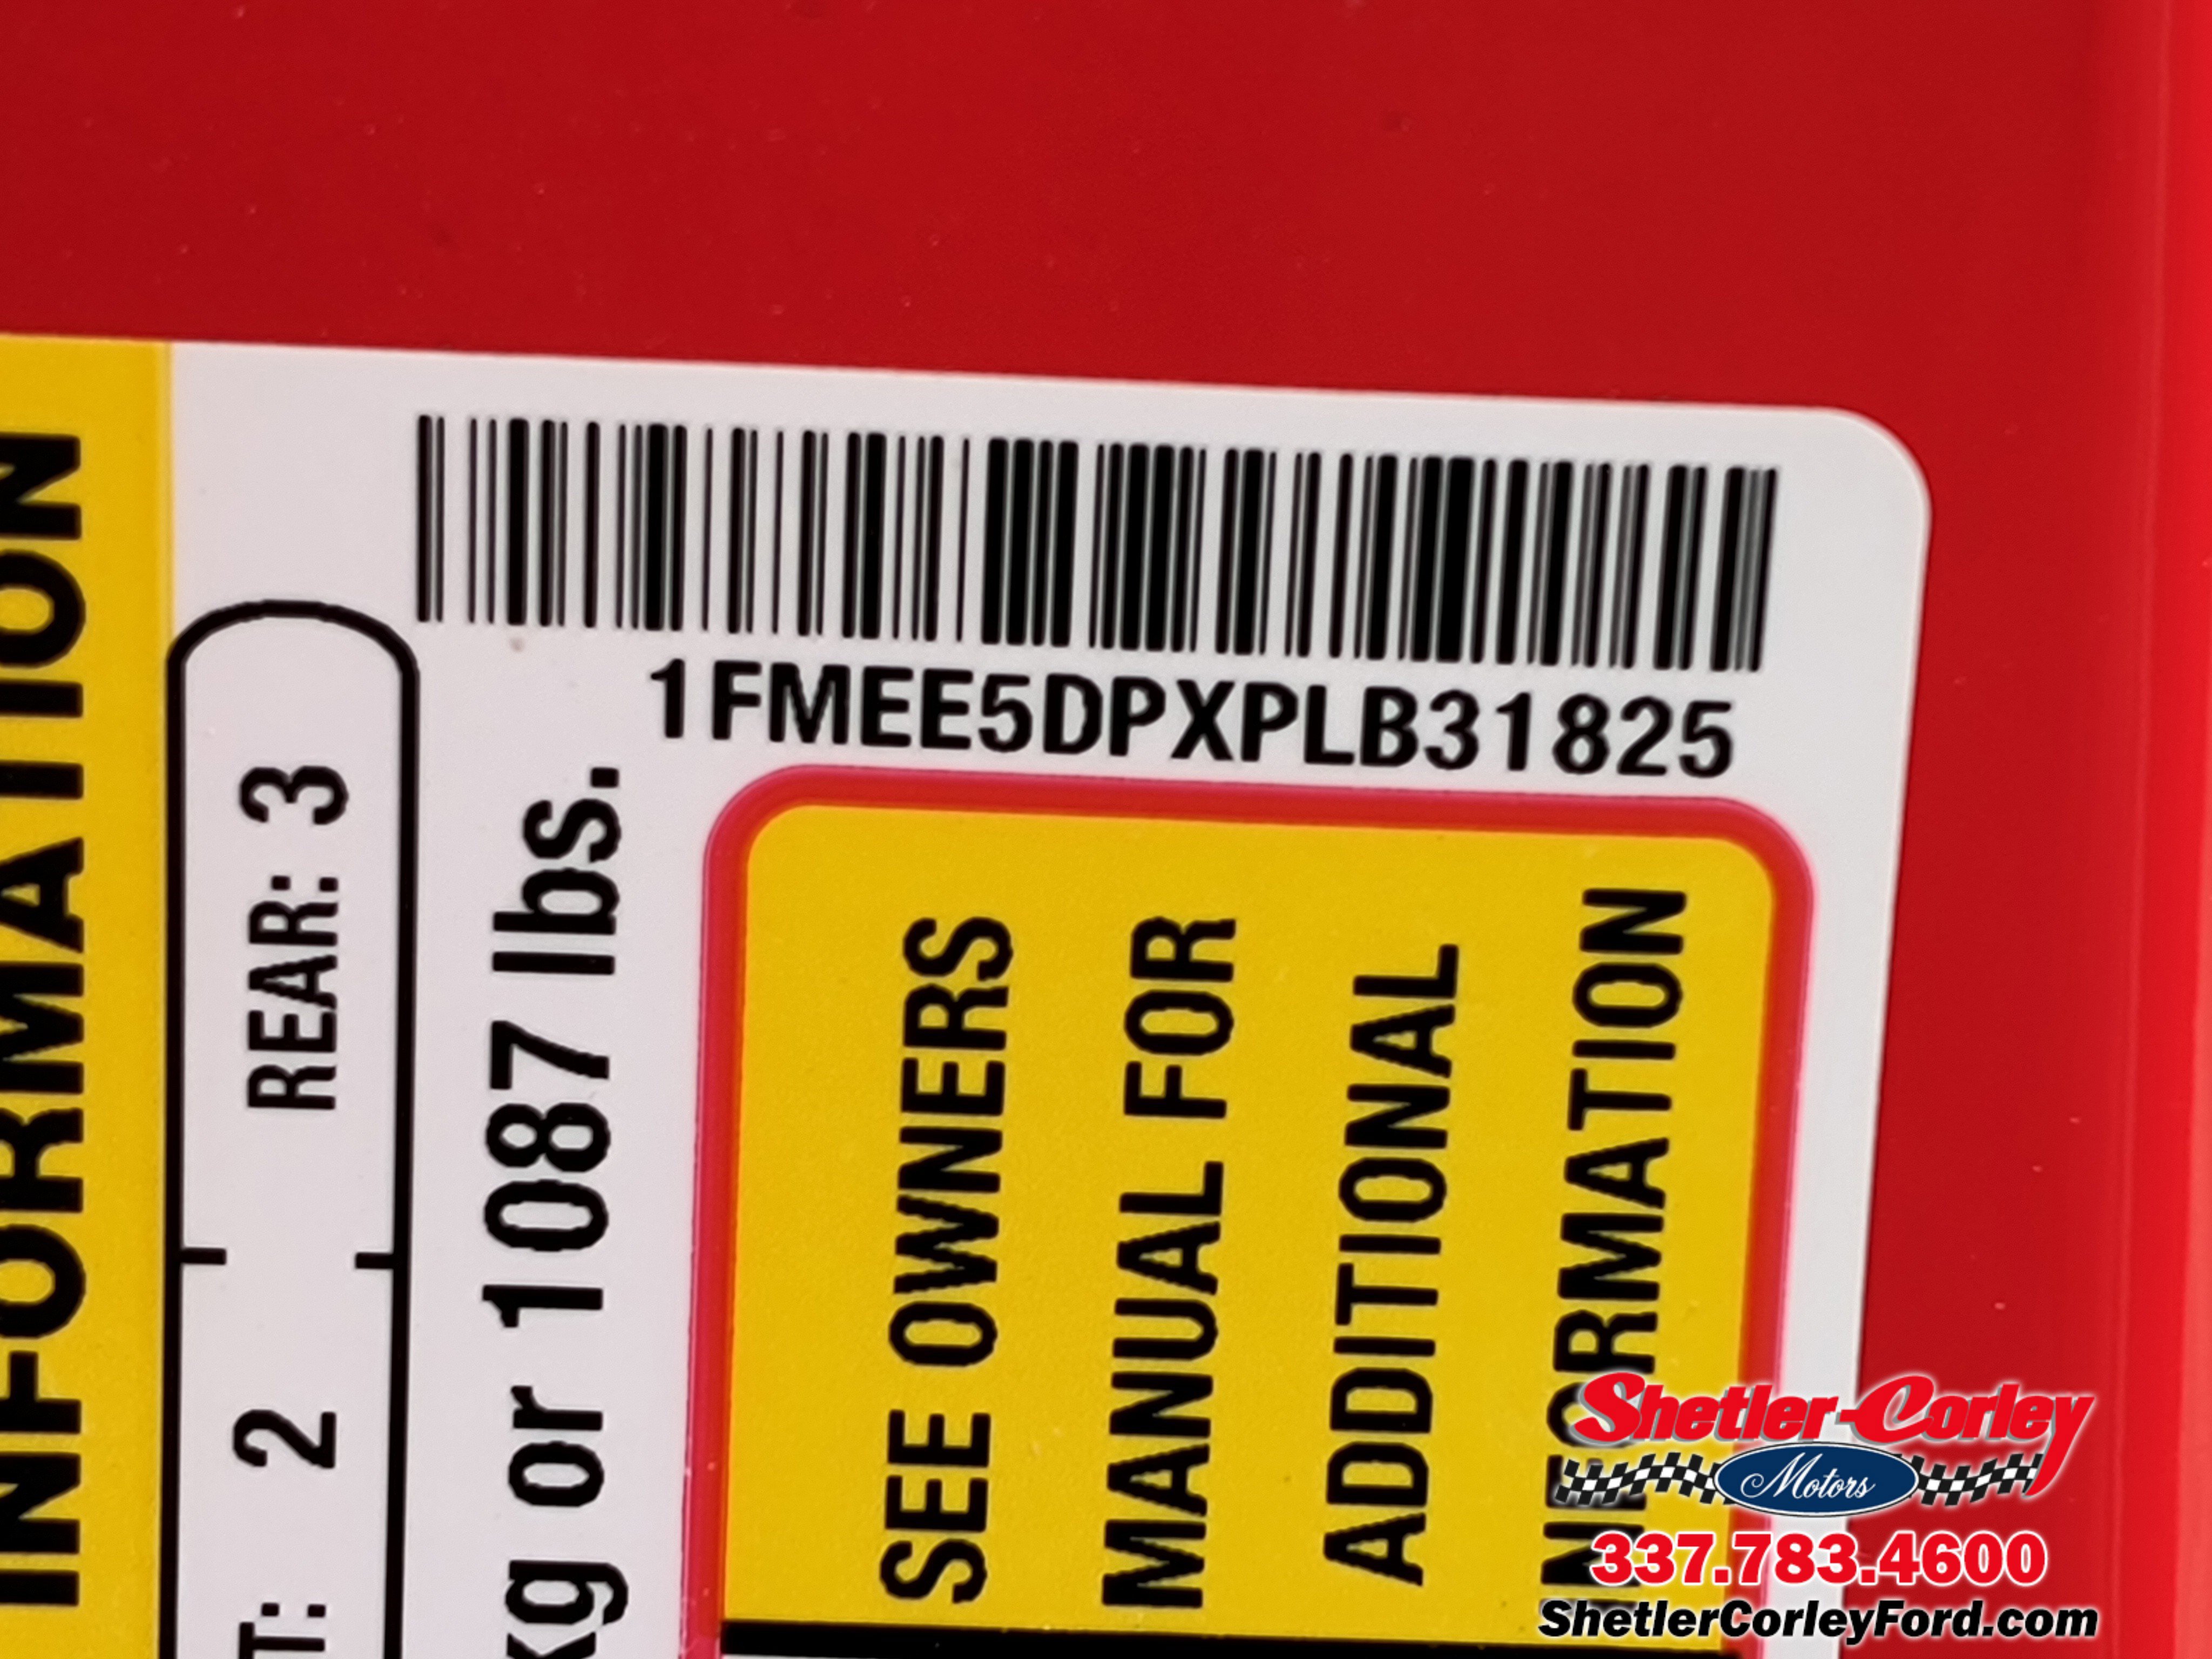 1FMEE5DPXPLB31825
INFORMATION
T: 2 REAR: 3
kg or 1087 lbs.
SEE OWNERS
MANUAL FOR
ADDITIONAL
INFORMATION
Shetler-Corley
Motors
337.783.4600
ShetlerCorleyFord.com